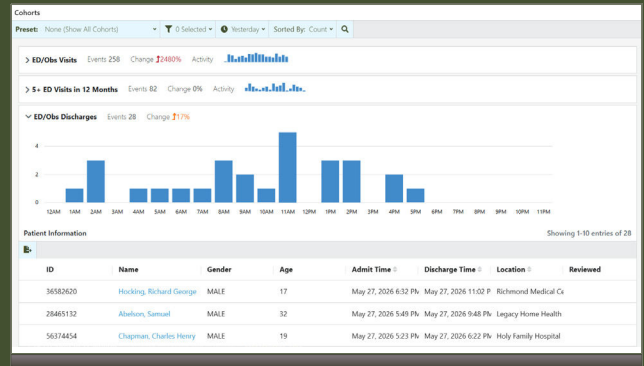 Cohorts
Preset: None (Show All Cohorts) 0 Selected Yesterday Sorted By: Count
ED/Obs Visits Events 258 Change 2480% Activity
5+ ED Visits in 12 Months Events 82 Change 0% Activity
ED/Obs Discharges Events 28 Change 17%
4
2
0
12AM 1AM 2AM 3AM 4AM 5AM 6AM 7AM 8AM 9AM 10AM 11AM 12PM 1PM 2PM 3PM 4PM 5PM 6PM 7PM 8PM 9PM 10PM 11PM
Patient Information Showing 1-10 entries of 28
ID Name Gender Age Admit Time Discharge Time Location Reviewed
36582620 Hocking, Richard George MALE 17 May 27, 2026 6:32 PM May 27, 2026 11:02 P Richmond Medical Ce
28465132 Abelson, Samuel MALE 32 May 27, 2026 5:49 PM May 27, 2026 9:48 PM Legacy Home Health
56374454 Chapman, Charles Henry MALE 19 May 27, 2026 5:23 PM May 27, 2026 6:22 PM Holy Family Hospital